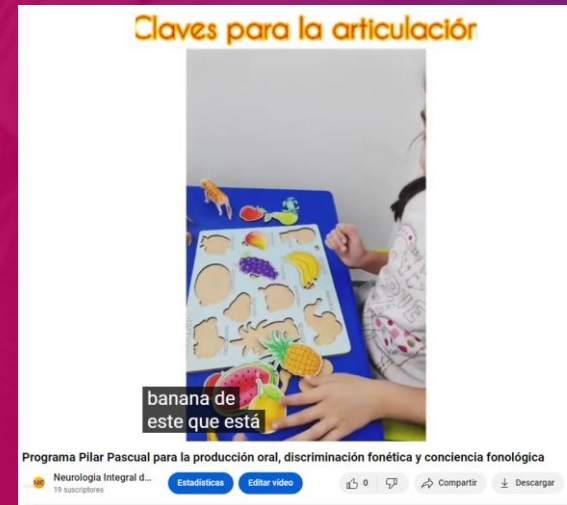 Claves para la articulación
banana de
este que está
Programa Pilar Pascual para la producción oral, discriminación fonética y conciencia fonológica
NIC
Neurologia Integral d...
19 suscriptores
Estadísticas
Editar vídeo
0
Compartir
Descargar